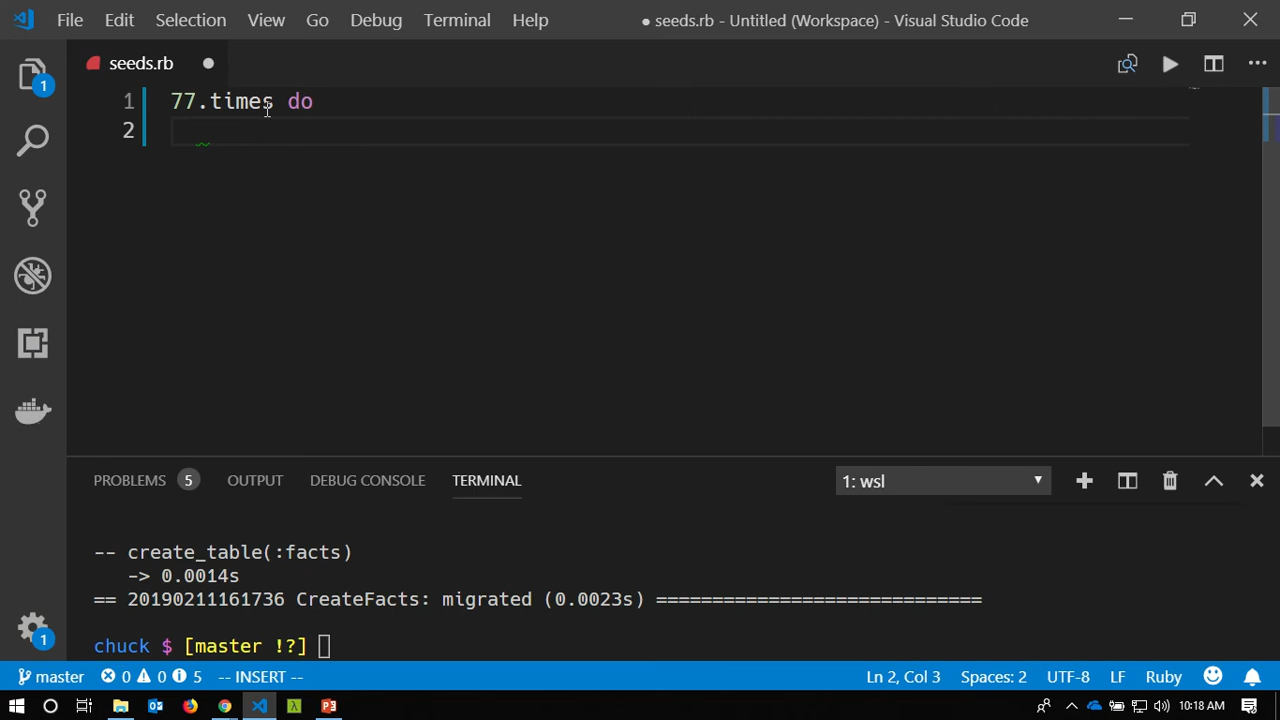 File Edit Selection View Go Debug Terminal Help
● seeds.rb - Untitled (Workspace) - Visual Studio Code
1
seeds.rb
1 77.times do
2
PROBLEMS 5 OUTPUT DEBUG CONSOLE TERMINAL 1: wsl
-- create_table(:facts)
-> 0.0014s
== 20190211161736 CreateFacts: migrated (0.0023s) =============================
chuck $ [master !?]
1
master 0 0 5 -- INSERT -- Ln 2, Col 3 Spaces: 2 UTF-8 LF Ruby
10:18 AM